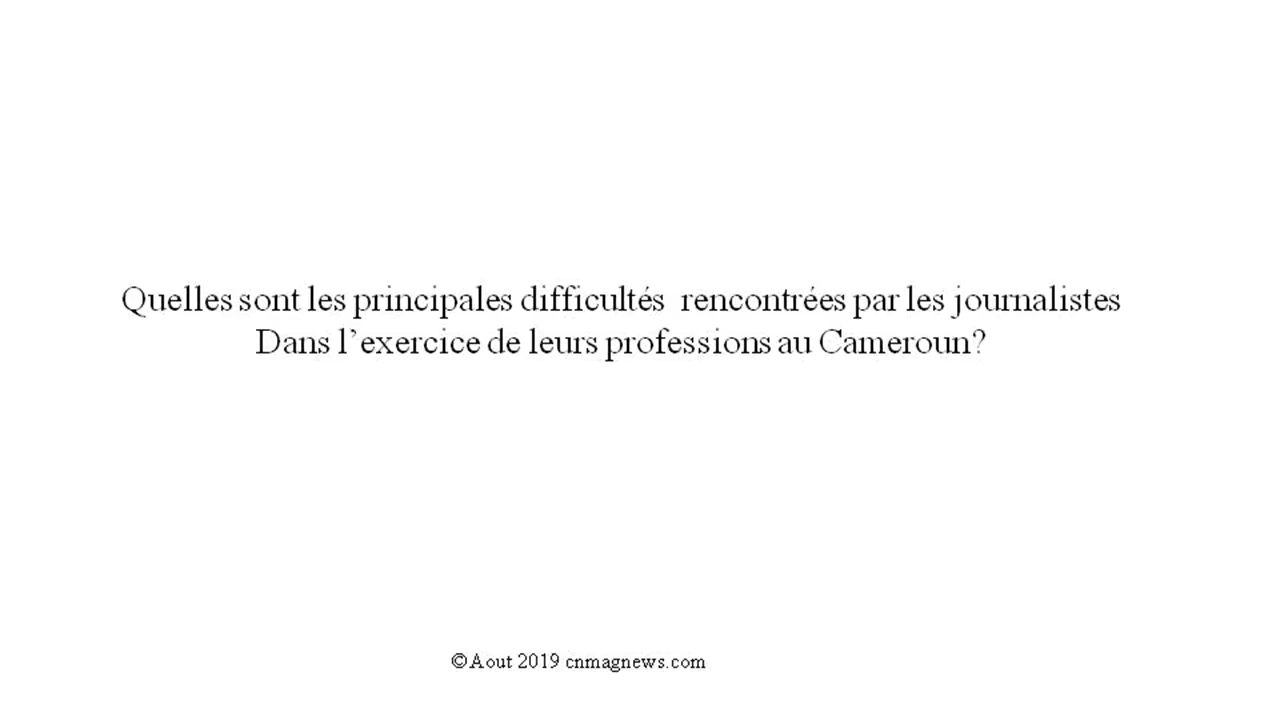 Quelles sont les principales difficultés rencontrées par les journalistes
Dans l’exercice de leurs professions au Cameroun?
©Aout 2019 cnmagnews.com